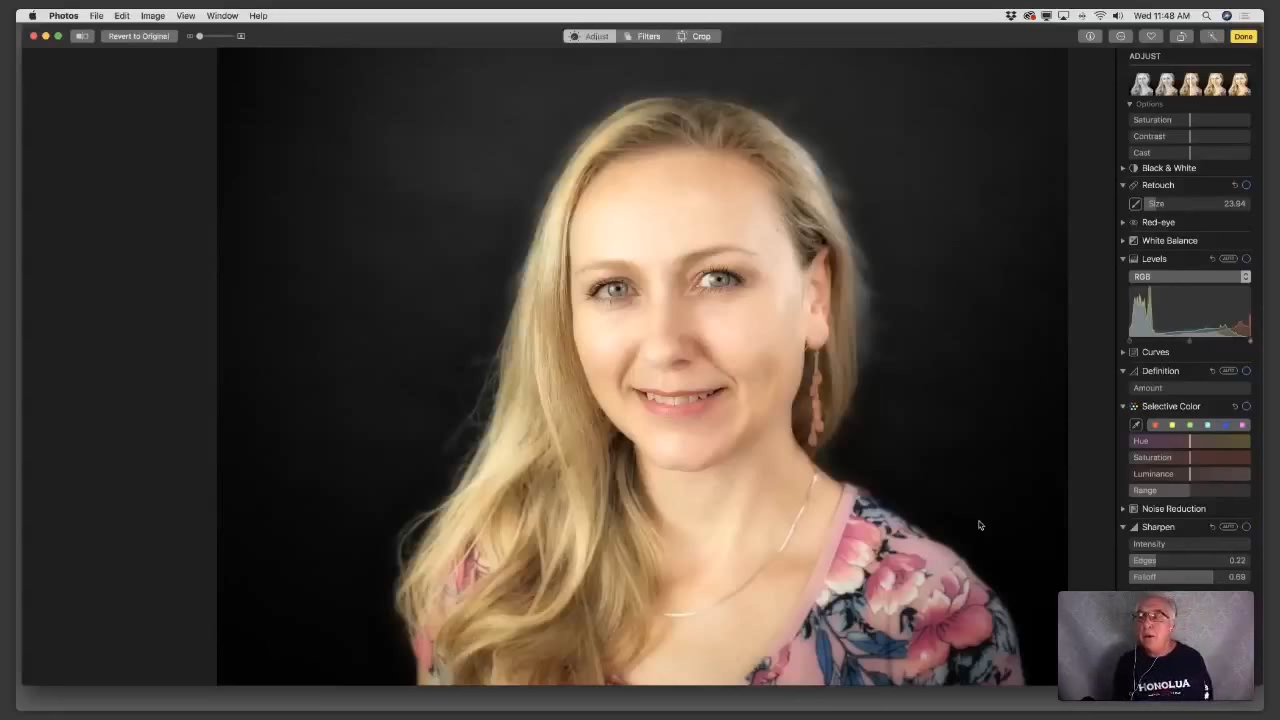 Photos File Edit Image View Window Help Wed 11:48 AM
Revert to Original Adjust Filters Crop Done
ADJUST
Options
Saturation
Contrast
Cast
Black & White
Retouch
Size 23.94
Red-eye
White Balance
Levels AUTO
RGB
Curves
Definition AUTO
Amount
Selective Color
Hue
Saturation
Luminance
Range
Noise Reduction
Sharpen AUTO
Intensity
Edges 0.22
Falloff 0.69
HONOLUA